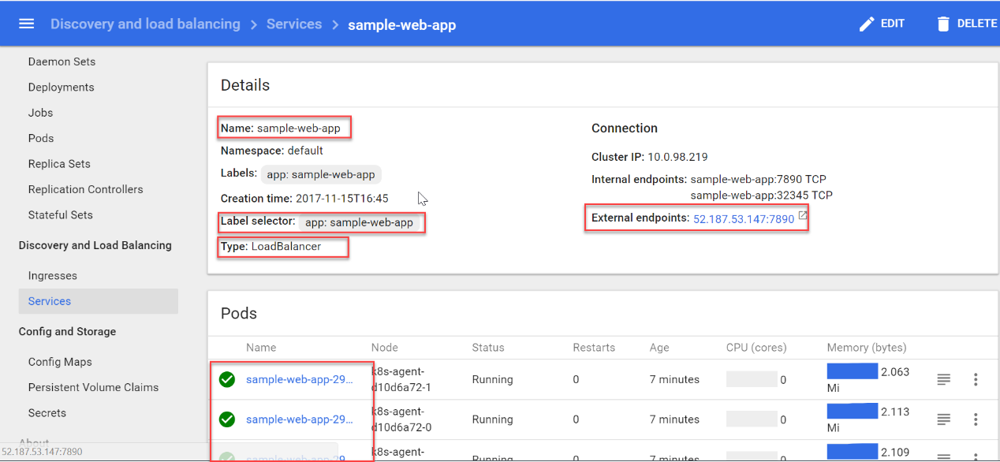 Discovery and load balancing > Services > sample-web-app
EDIT
DELETE
Daemon Sets
Deployments
Jobs
Pods
Replica Sets
Replication Controllers
Stateful Sets
Discovery and Load Balancing
Ingresses
Services
Config and Storage
Config Maps
Persistent Volume Claims
Secrets
About
52.187.53.147:7890
Details
Name: sample-web-app
Namespace: default
Labels: app: sample-web-app
Creation time: 2017-11-15T16:45
Label selector: app: sample-web-app
Type: LoadBalancer
Connection
Cluster IP: 10.0.98.219
Internal endpoints: sample-web-app:7890 TCP
sample-web-app:32345 TCP
External endpoints: 52.187.53.147:7890
Pods
Name Node Status Restarts Age CPU (cores) Memory (bytes)
sample-web-app-29... k8s-agent-
d10d6a72-1 Running 0 7 minutes 0 2.063
Mi
sample-web-app-29... k8s-agent-
d10d6a72-0 Running 0 7 minutes 0 2.113
Mi
sample-web-app-29... k8s-agent-
Running 0 7 minutes 0 2.109